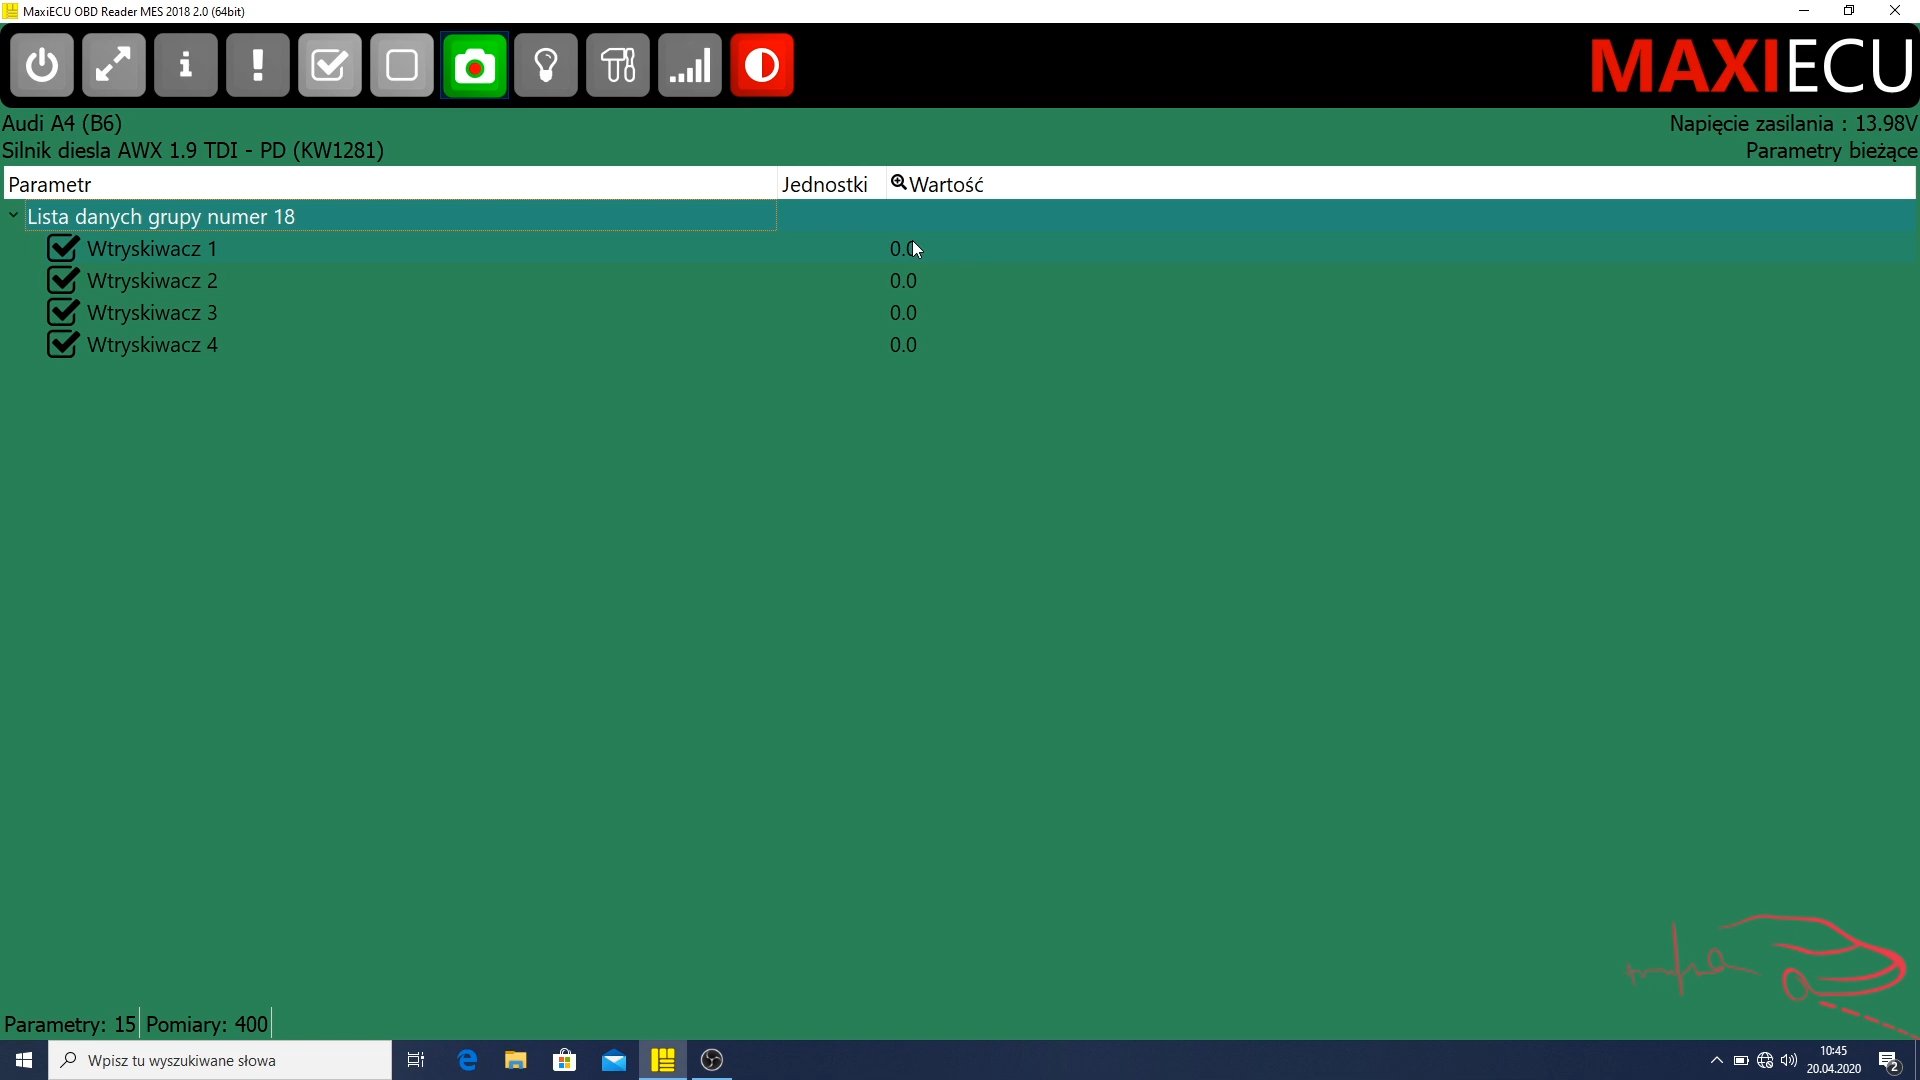 MaxiECU OBD Reader MES 2018 2.0 (64bit)
MAXIECU
Audi A4 (B6)
Napięcie zasilania : 13.98V
Silnik diesla AWX 1.9 TDI - PD (KW1281)
Parametry bieżące
Parametr Jednostki Wartość
Lista danych grupy numer 18
Wtryskiwacz 1 0.0
Wtryskiwacz 2 0.0
Wtryskiwacz 3 0.0
Wtryskiwacz 4 0.0
Parametry: 15 Pomiary: 400
Wpisz tu wyszukiwane słowa
10:45
20.04.2020
2